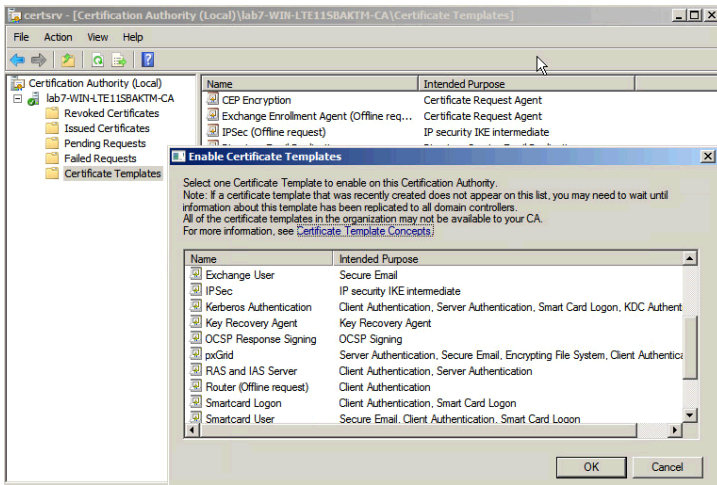 certsrv - [Certification Authority (Local)\lab7-WIN-LTE11SBAKTM-CA\Certificate Templates]
File Action View Help
Certification Authority (Local)
lab7-WIN-LTE11SBAKTM-CA
Revoked Certificates
Issued Certificates
Pending Requests
Failed Requests
Certificate Templates
Name Intended Purpose
CEP Encryption Certificate Request Agent
Exchange Enrollment Agent (Offline req... Certificate Request Agent
IPSec (Offline request) IP security IKE intermediate
Enable Certificate Templates
Select one Certificate Template to enable on this Certification Authority.
Note: If a certificate template that was recently created does not appear on this list, you may need to wait until
information about this template has been replicated to all domain controllers.
All of the certificate templates in the organization may not be available to your CA.
For more information, see Certificate Template Concepts.
Name Intended Purpose
Exchange User Secure Email
IPSec IP security IKE intermediate
Kerberos Authentication Client Authentication, Server Authentication, Smart Card Logon, KDC Authent
Key Recovery Agent Key Recovery Agent
OCSP Response Signing OCSP Signing
pxGrid Server Authentication, Secure Email, Encrypting File System, Client Authentica
RAS and IAS Server Client Authentication, Server Authentication
Router (Offline request) Client Authentication
Smartcard Logon Client Authentication, Smart Card Logon
Smartcard User Secure Email, Client Authentication, Smart Card Logon
OK Cancel